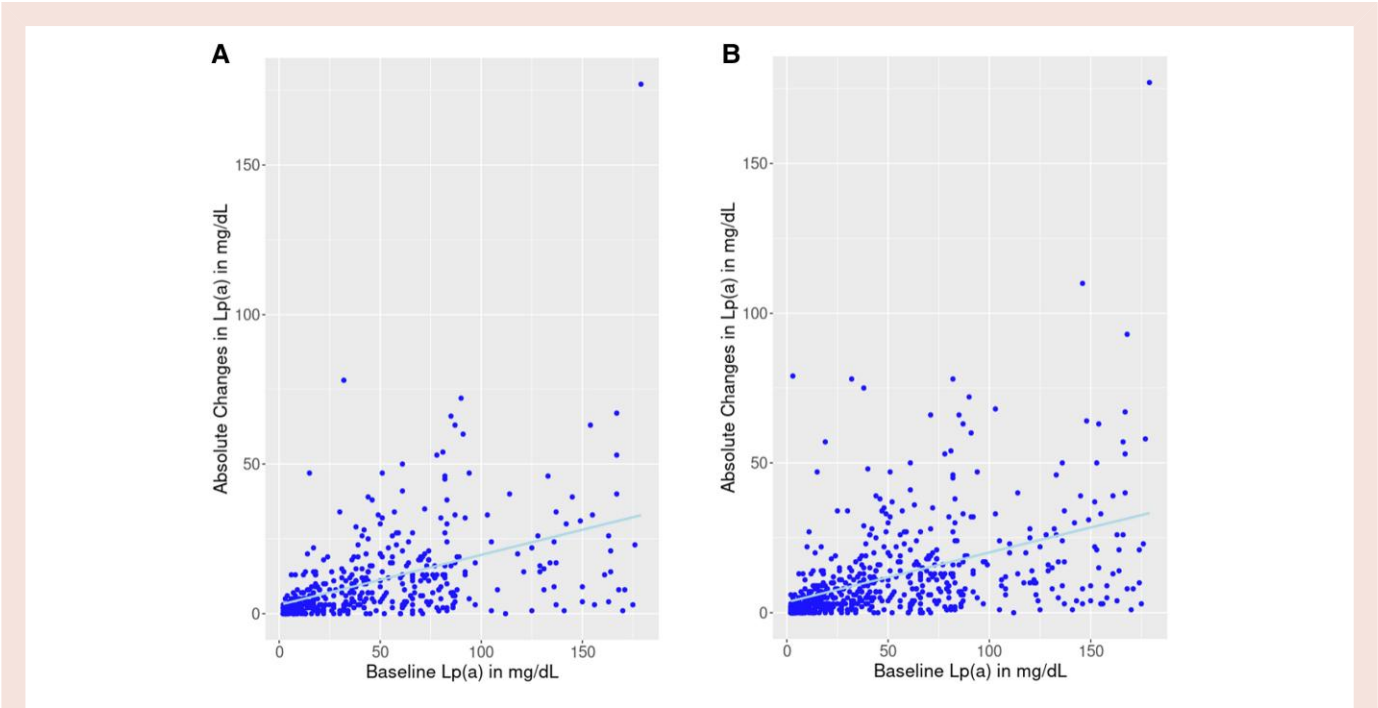 A
Absolute Changes in Lp(a) in mg/dL
150
100
50
0
0 50 100 150
Baseline Lp(a) in mg/dL
B
Absolute Changes in Lp(a) in mg/dL
150
100
50
0
0 50 100 150
Baseline Lp(a) in mg/dL